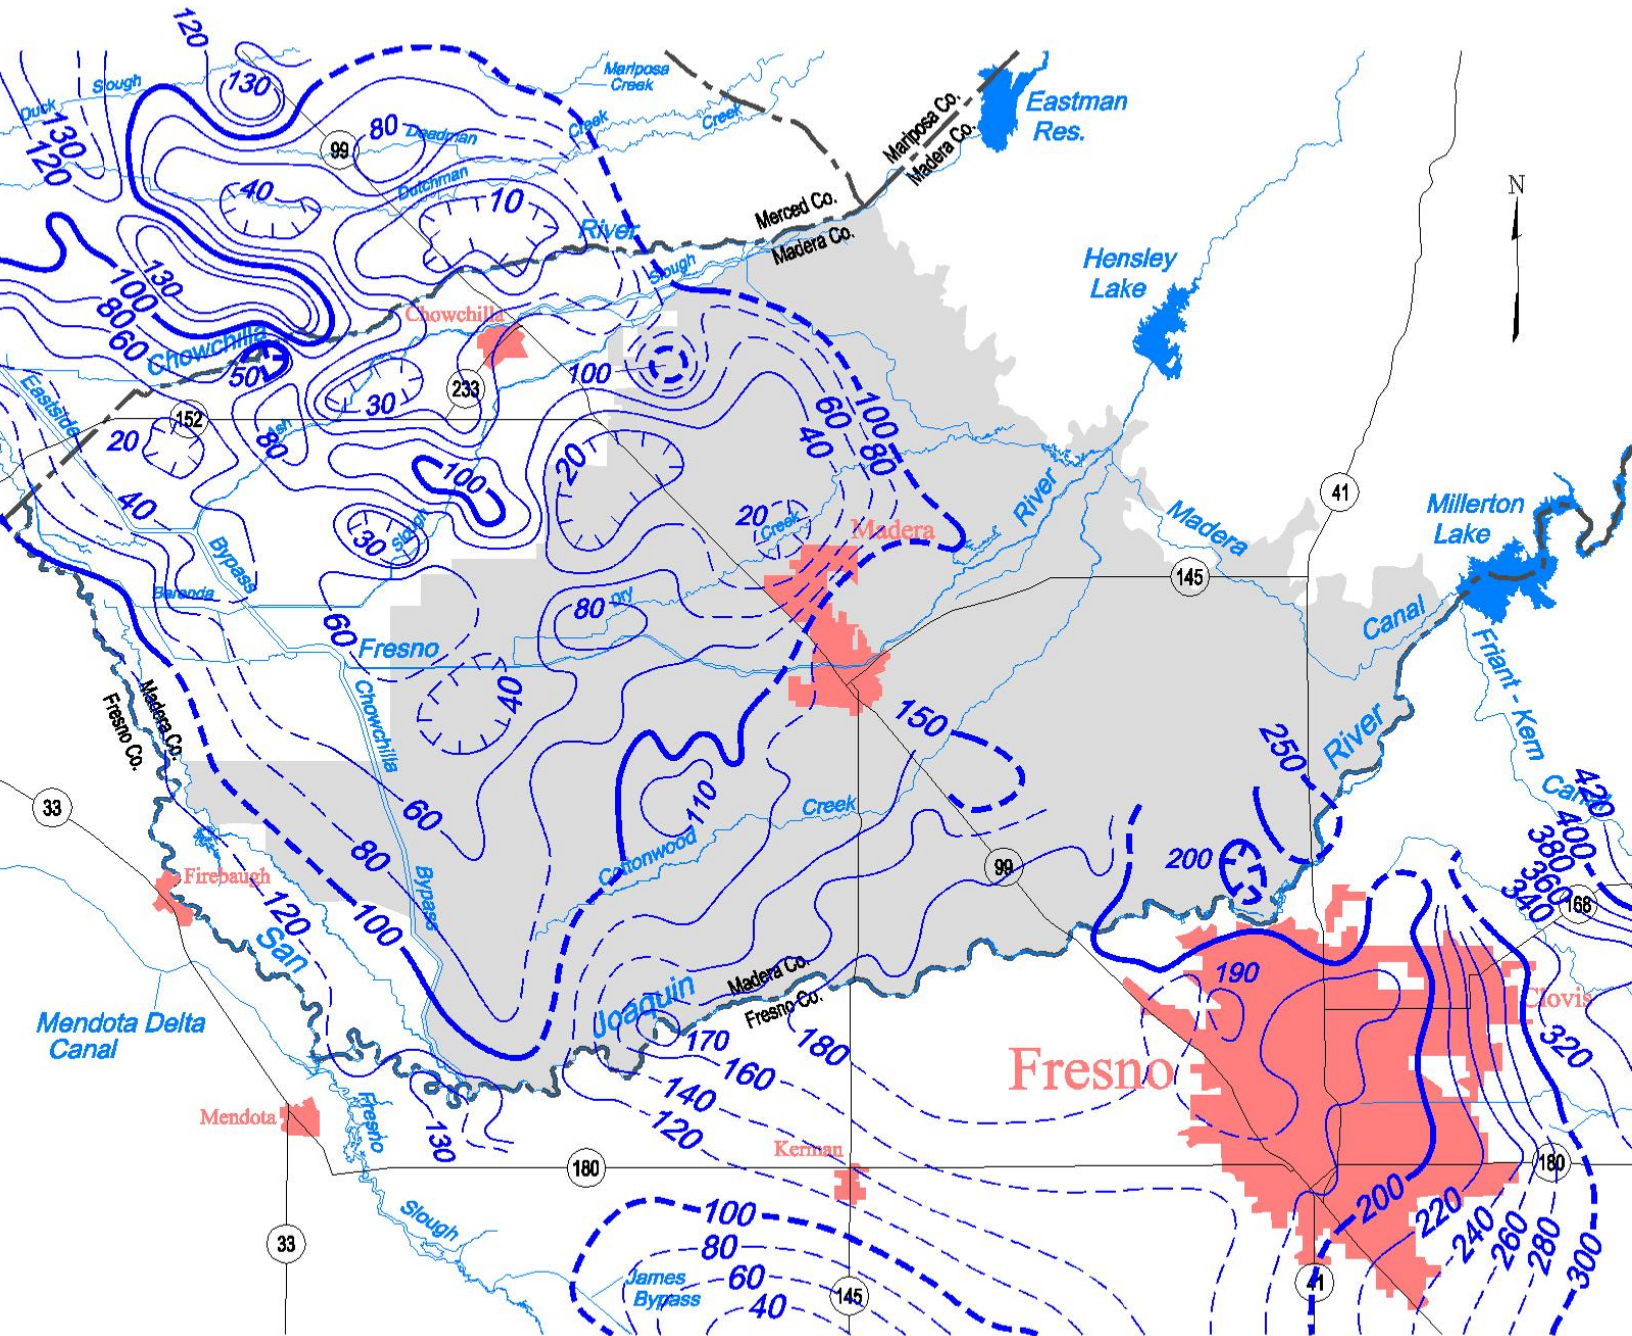 120
130
Duck
Slough
Mariposa
Creek
Eastman
Res.
Mariposa Co.
Madera Co.
130
120
99
80
Deadman
Creek
Creek
Dutchman
40
10
River
Merced Co.
Madera Co.
N
Slough
Hensley
Lake
100
130
80
60
Chowchilla
Chowchilla
50
30
233
100
Eastside
152
Ash
80
20
60
40
100
80
100
20
20
Creek
Madera
River
41
Madera
Millerton
Lake
40
30
Slough
Bypass
Berenda
60
Fresno
80
Dry
145
Canal
Friant - Kern
Canal
Madera Co.
Fresno Co.
Chowchilla
40
150
250
River
110
33
60
Creek
Cottonwood
80
99
200
420
400
380
360
340
168
Firebaugh
Bypass
120
100
San
Joaquin
Madera Co.
Fresno Co.
190
Clovis
Mendota Delta
Canal
170
180
160
140
120
Fresno
320
Mendota
Fresno
130
Kerman
180
180
Slough
100
80
60
40
James
Bypass
145
33
200
220
240
260
280
300
41